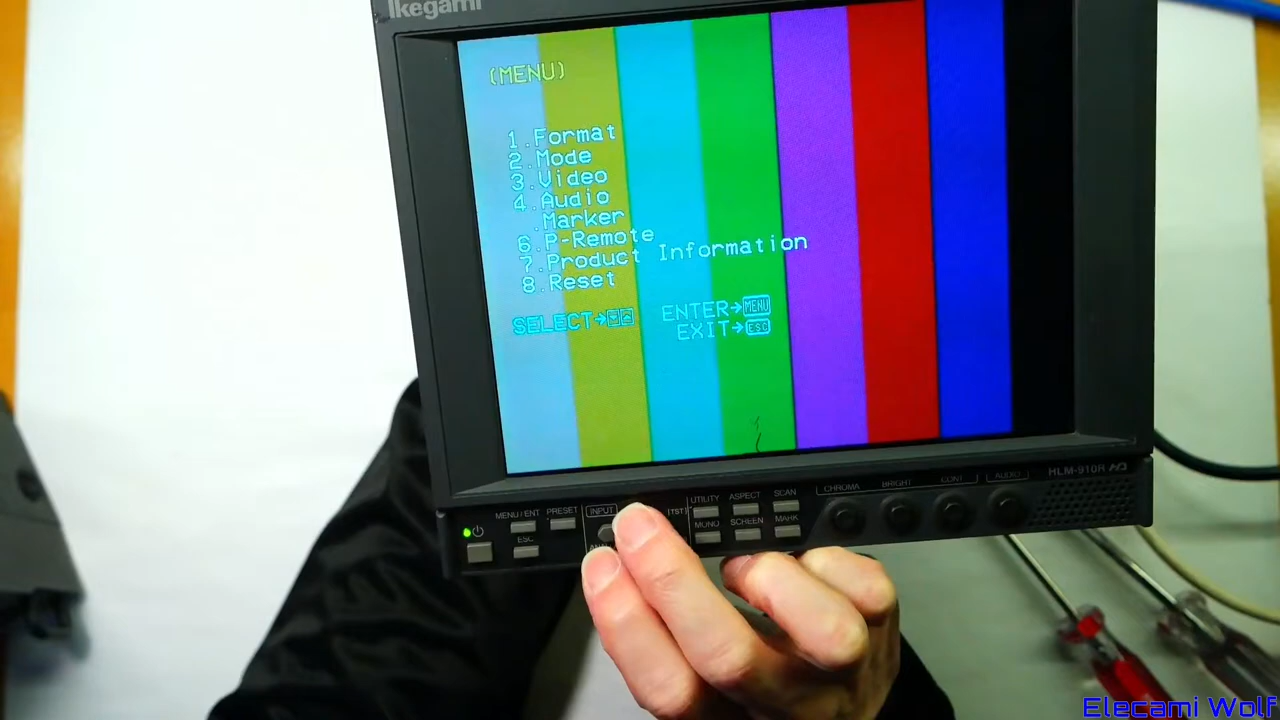 Ikegami
(MENU)
1.Format
2.Mode
3.Video
4.Audio
.Marker
6.P-Remote
7.Product Information
8.Reset
SELECT→ ENTER→MENU
EXIT→ESC
HLM-910R HD
CHROMA BRIGHT CONT AUDIO
MENU/ENT PRESET INPUT UTILITY ASPECT SCAN
ESC MONO SCREEN MARK
Elecami Wolf